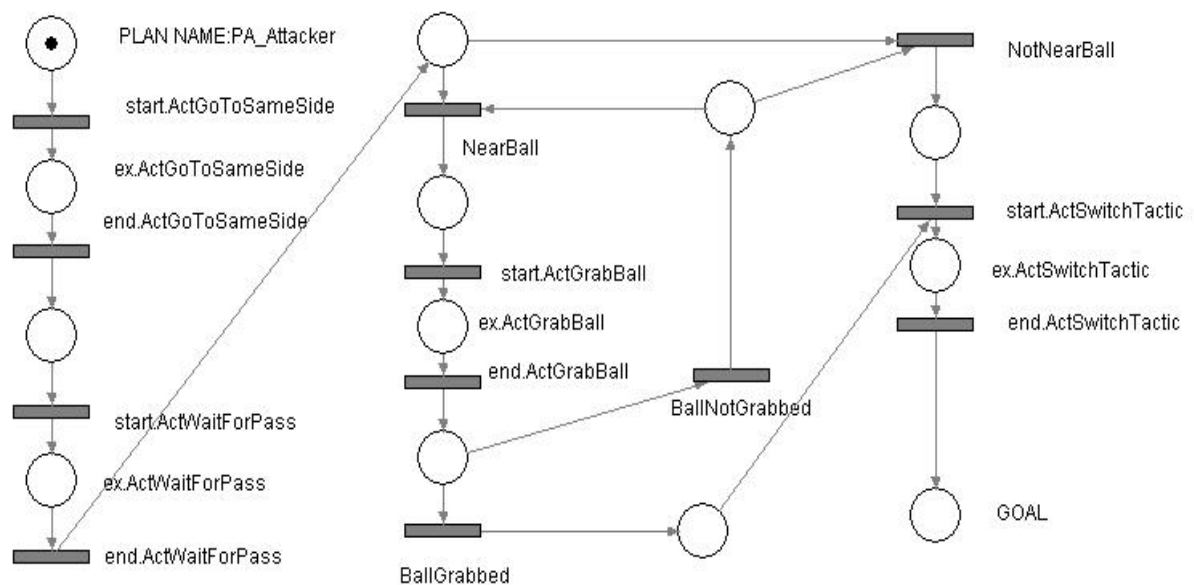 PLAN NAME:PA_Attacker
start.ActGoToSameSide
ex.ActGoToSameSide
end.ActGoToSameSide
start.ActWaitForPass
ex.ActWaitForPass
end.ActWaitForPass
NearBall
start.ActGrabBall
ex.ActGrabBall
end.ActGrabBall
BallNotGrabbed
BallGrabbed
NotNearBall
start.ActSwitchTactic
ex.ActSwitchTactic
end.ActSwitchTactic
GOAL